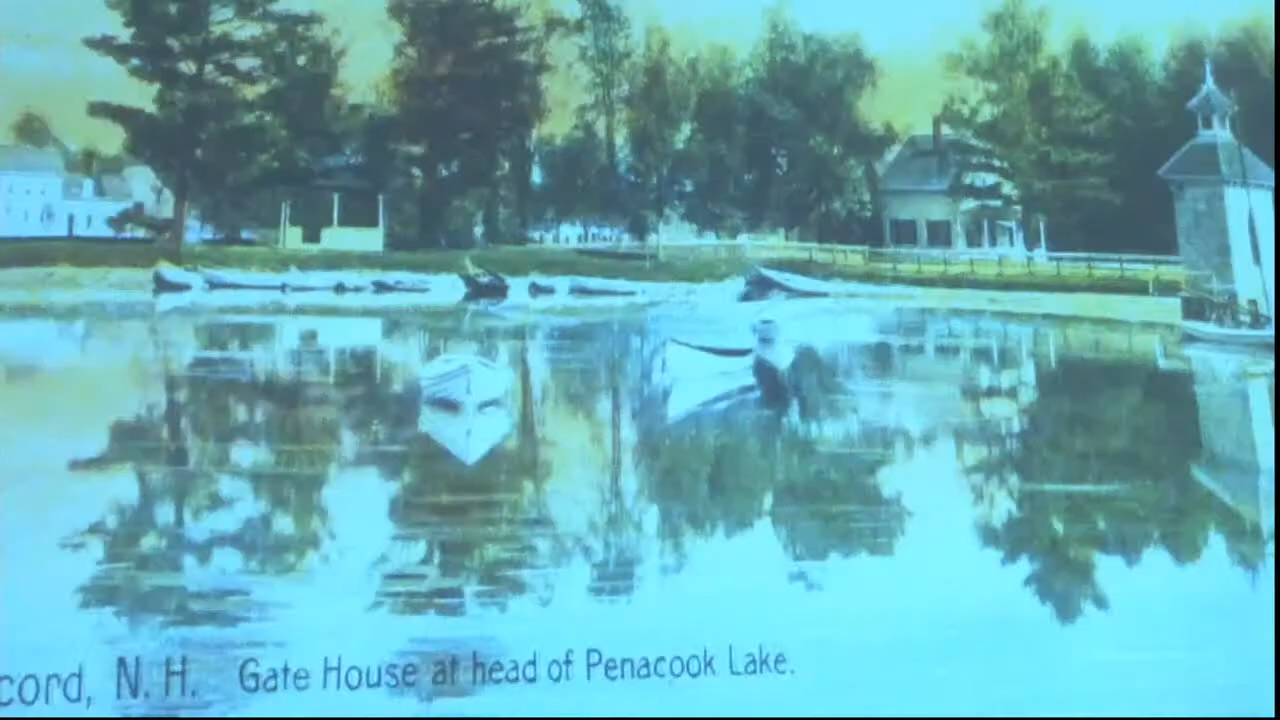 cord, N. H. Gate House at head of Penacook Lake.